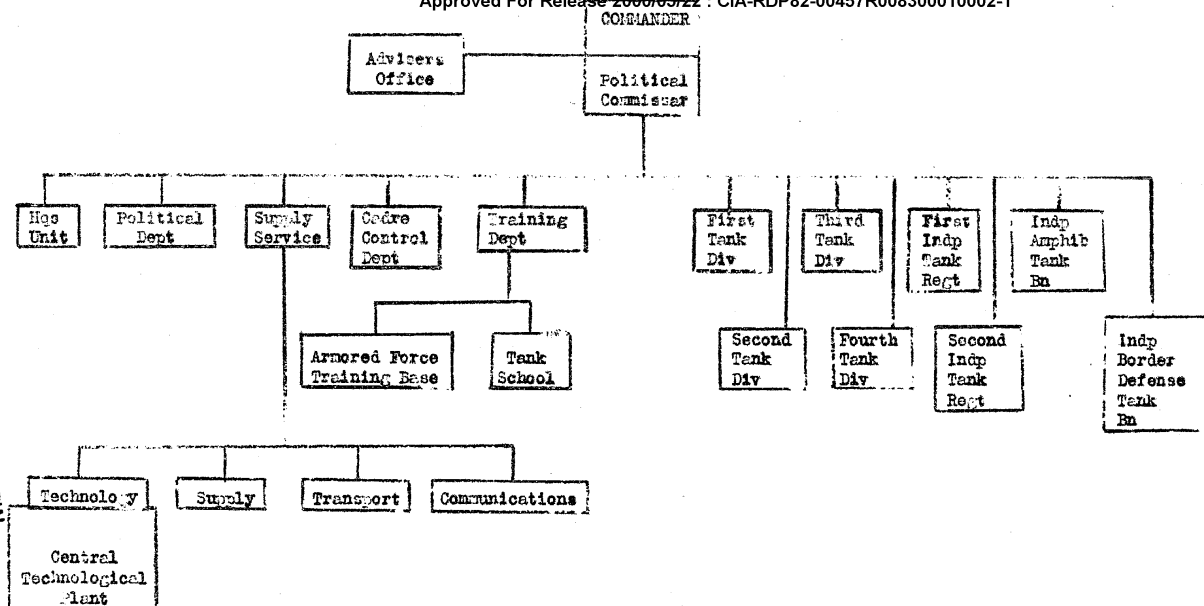 Approved For Release 2000/05/22 : CIA-RDP82-00457R008300010002-1
COMMANDER
Advisers
Office
Political
Commissar
Hqs
Unit
Political
Dept
Supply
Service
Cadre
Control
Dept
Training
Dept
First
Tank
Div
Third
Tank
Div
First
Indp
Tank
Regt
Indp
Amphib
Tank
Bn
Armored Force
Training Base
Tank
School
Second
Tank
Div
Fourth
Tank
Div
Second
Indp
Tank
Regt
Indp
Border
Defense
Tank
Bn
Technology
Supply
Transport
Communications
Central
Technological
Plant